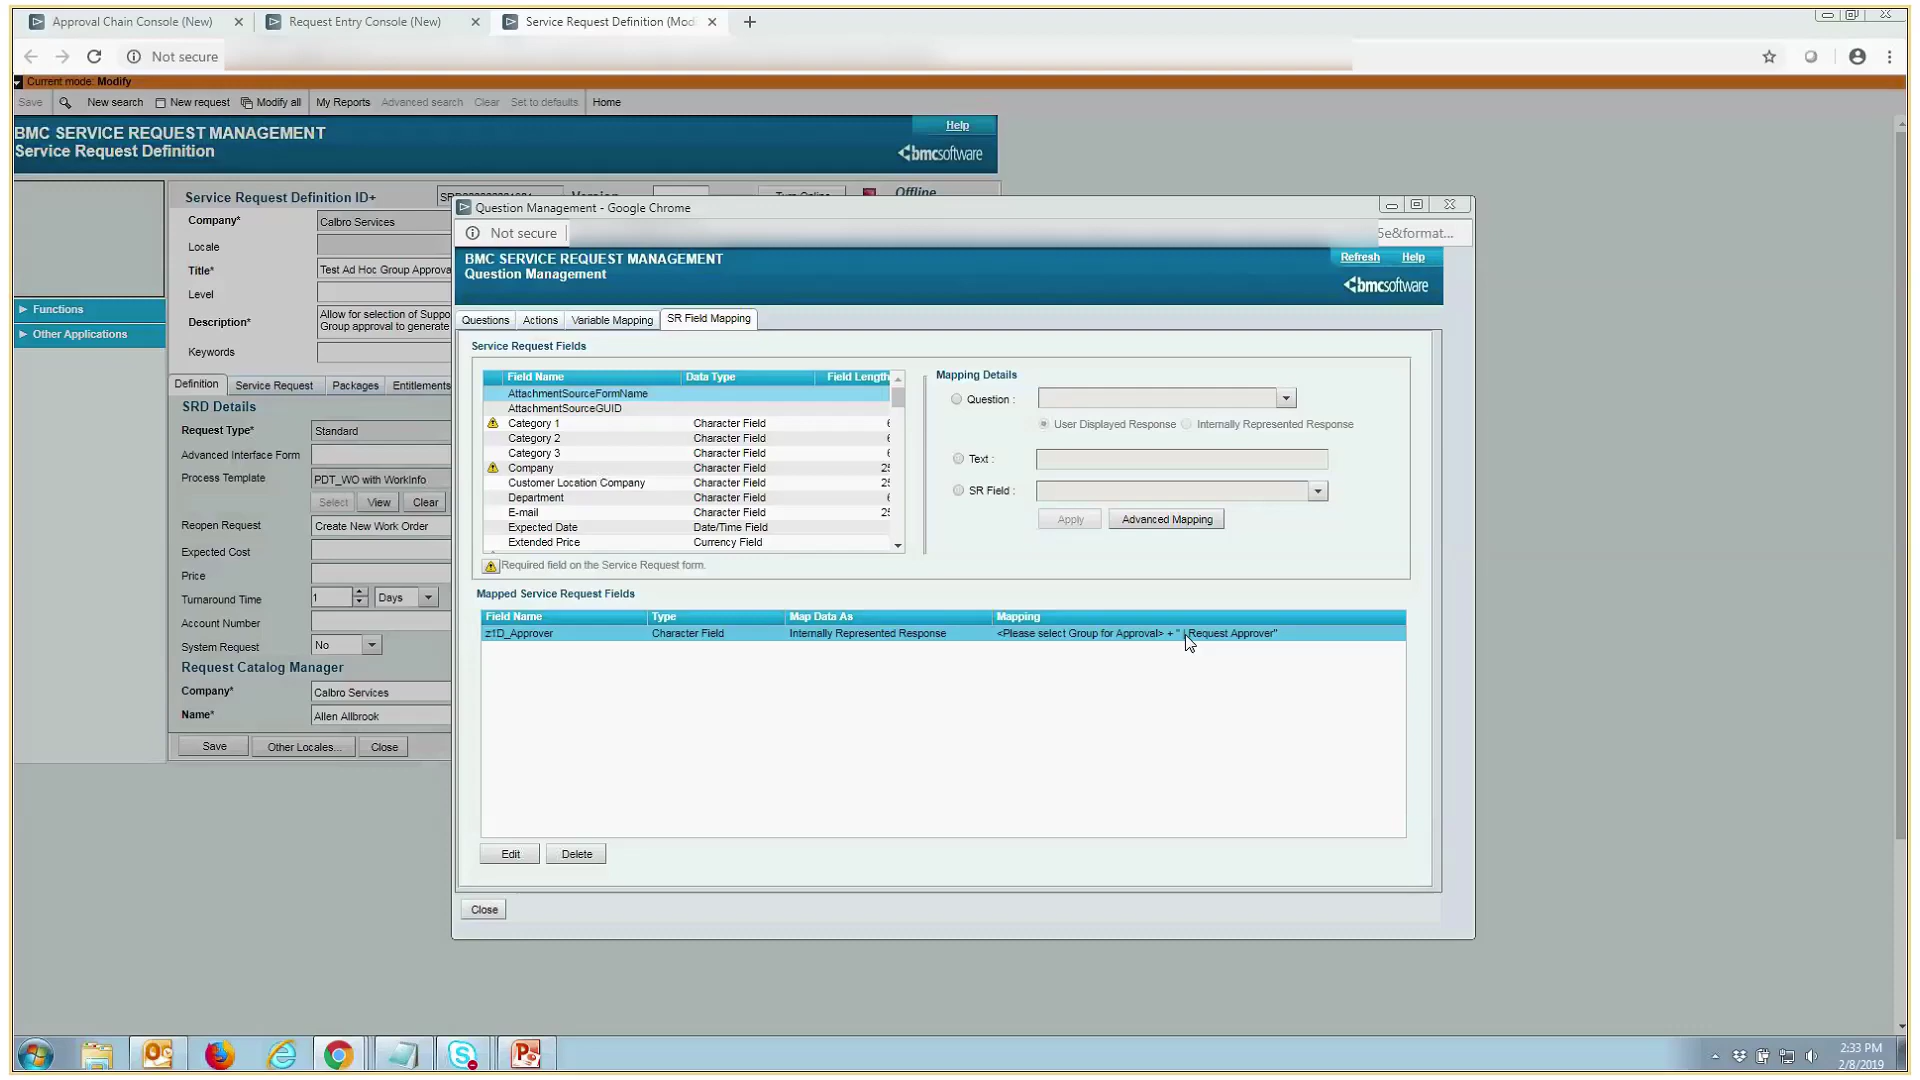 Approval Chain Console (New)
Request Entry Console (New)
Service Request Definition (Mod
Not secure
Current mode: Modify
Save
New search
New request
Modify all
My Reports
Advanced search
Clear
Set to defaults
Home
BMC SERVICE REQUEST MANAGEMENT
Service Request Definition
Help
bmcsoftware
Functions
Other Applications
Service Request Definition ID+
Offline
Company*
Calbro Services
Locale
Title*
Test Ad Hoc Group Approva
Level
Description*
Allow for selection of Suppo
Group approval to generate
Keywords
Definition
Service Request
Packages
Entitlements
SRD Details
Request Type*
Standard
Advanced Interface Form
Process Template
PDT_WO with WorkInfo
Select
View
Clear
Reopen Request
Create New Work Order
Expected Cost
Price
Turnaround Time
1
Days
Account Number
System Request
No
Request Catalog Manager
Company*
Calbro Services
Name*
Allen Allbrook
Save
Other Locales...
Close
Question Management - Google Chrome
Not secure
5e&format...
BMC SERVICE REQUEST MANAGEMENT
Question Management
Refresh
Help
bmcsoftware
Questions
Actions
Variable Mapping
SR Field Mapping
Service Request Fields
Field Name Data Type Field Length
AttachmentSourceFormName
AttachmentSourceGUID
Category 1 Character Field 6
Category 2 Character Field 6
Category 3 Character Field 6
Company Character Field 25
Customer Location Company Character Field 25
Department Character Field 6
E-mail Character Field 25
Expected Date Date/Time Field
Extended Price Currency Field
Required field on the Service Request form.
Mapping Details
Question :
User Displayed Response
Internally Represented Response
Text :
SR Field :
Apply
Advanced Mapping
Mapped Service Request Fields
Field Name Type Map Data As Mapping
z1D_Approver Character Field Internally Represented Response <Please select Group for Approval> + " | Request Approver"
Edit
Delete
Close
2:33 PM
2/8/2019